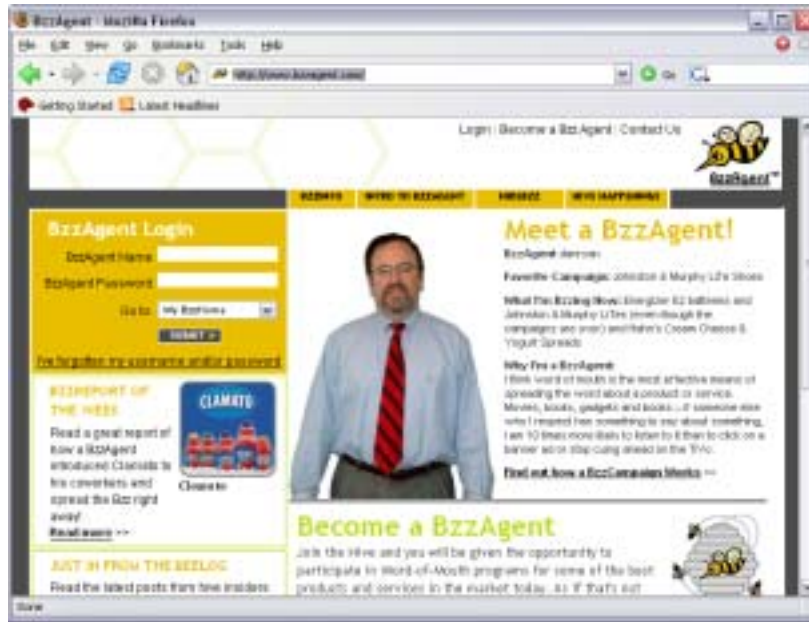 BzzAgent - Mozilla Firefox
File Edit View Go Bookmarks Tools Help
http://www.bzzagent.com/
Go
Getting Started Latest Headlines
Login | Become a BzzAgent | Contact Us
BzzAgent™
INTRO TO BZZAGENT
BzzAgent Login
BzzAgent Name
BzzAgent Password
Go to: My BzzHome
SUBMIT >
I've forgotten my username and/or password
BZZREPORT OF
THE WEEK
Read a great report of
how a BzzAgent
introduced Clamato to
his coworkers and
spread the Bzz right
away!
Read more >>
CLAMATO
Clamato
JUST IN FROM THE BEELOG
Read the latest posts from hive insiders
Meet a BzzAgent!
BzzAgent
Favorite Campaign: Johnston & Murphy Shoes
What I'm Bzzing Now: Energizer E2 batteries and
Johnston & Murphy (even though the
campaigns are over) and Hahn's Cream Cheese &
Yogurt Spreads
Why I'm a BzzAgent:
I think word of mouth is the most effective means of
spreading the word about a product or service.
Movies, books, gadgets and books... if someone else
who I respect has something to say about something,
I am 10 times more likely to listen to it than to click on a
banner ad or stop cuing ahead on the TiVo.
Find out how a BzzCampaign Works >>
Become a BzzAgent
Join the Hive and you will be given the opportunity to
participate in Word-of-Mouth programs for some of the best
products and services in the market today. As if that's not
Done